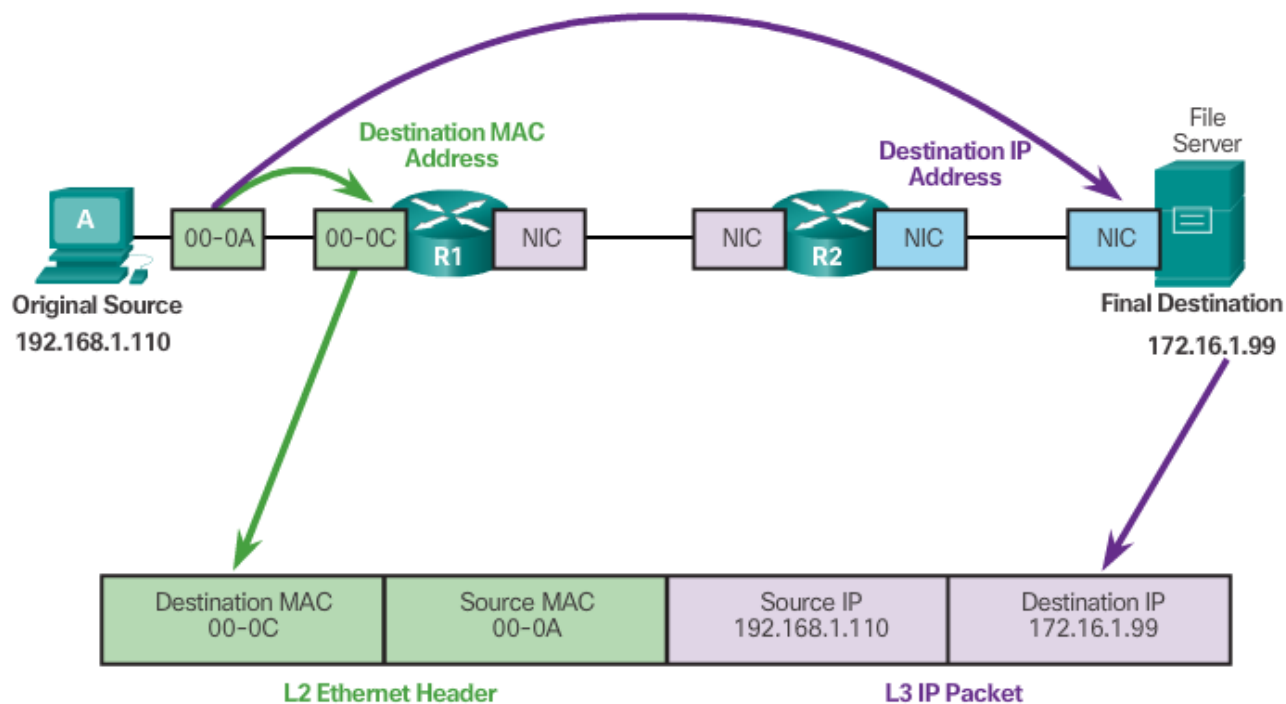 Destination MAC
Address
Destination IP
Address
File
Server
A
00-0A
00-0C
R1
NIC
NIC
R2
NIC
NIC
Original Source
192.168.1.110
Final Destination
172.16.1.99
Destination MAC
00-0C
Source MAC
00-0A
Source IP
192.168.1.110
Destination IP
172.16.1.99
L2 Ethernet Header
L3 IP Packet